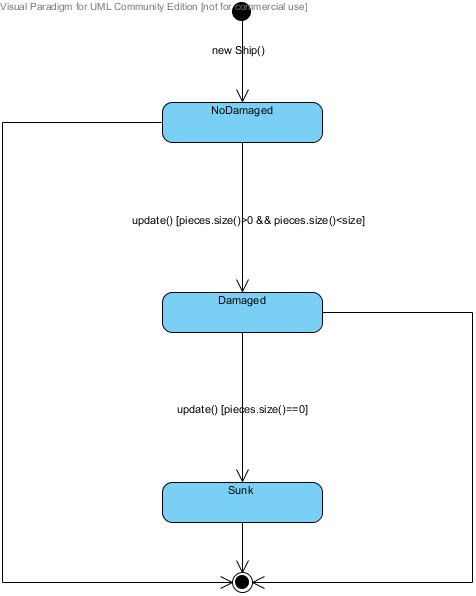 Visual Paradigm for UML Community Edition [not for commercial use]
new Ship()
NoDamaged
update() [pieces.size()>0 && pieces.size()<size]
Damaged
update() [pieces.size()==0]
Sunk